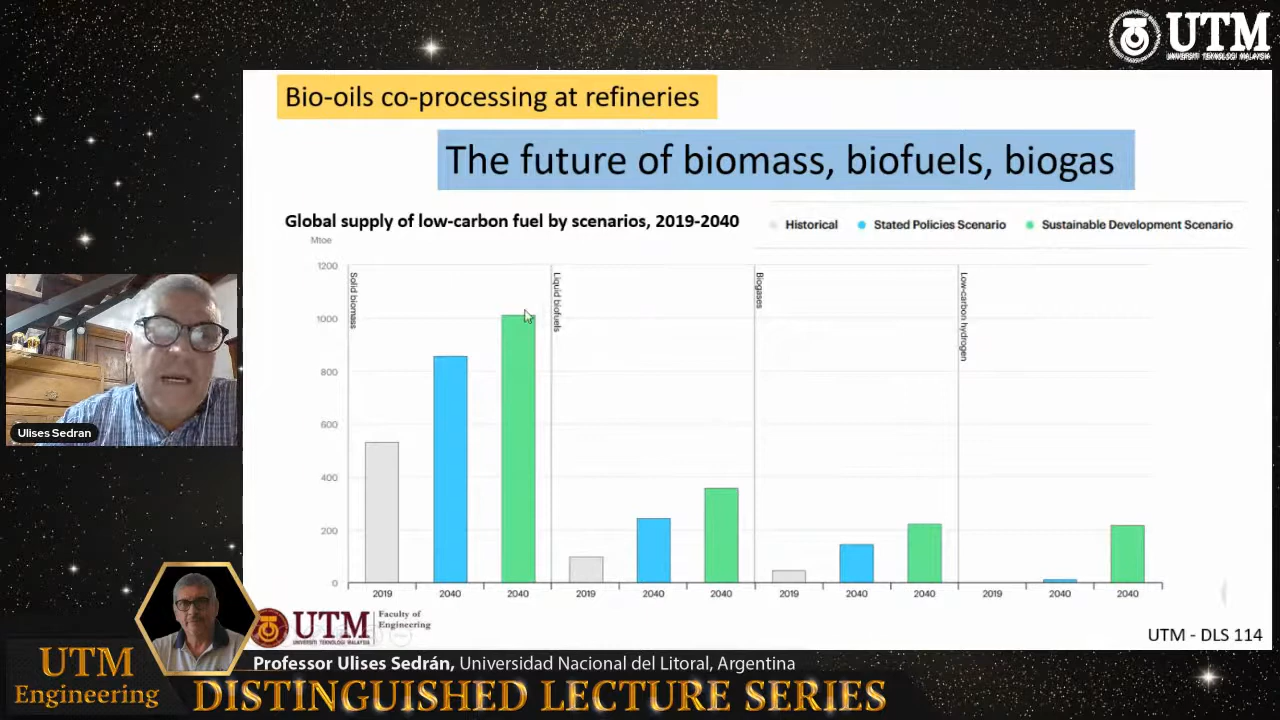 UTM
UNIVERSITI TEKNOLOGI MALAYSIA
Bio-oils co-processing at refineries
The future of biomass, biofuels, biogas
Global supply of low-carbon fuel by scenarios, 2019-2040
Historical
Stated Policies Scenario
Sustainable Development Scenario
Mtoe
1200
1000
800
600
400
200
0
Solid biomass
Liquid biofuels
Biogases
Low-carbon hydrogen
2019 2040 2040 2019 2040 2040 2019 2040 2040 2019 2040 2040
Ulises Sedran
UTM
UNIVERSITI TEKNOLOGI MALAYSIA
Faculty of
Engineering
UTM - DLS 114
UTM
Engineering
Professor Ulises Sedrán, Universidad Nacional del Litoral, Argentina
DISTINGUISHED LECTURE SERIES